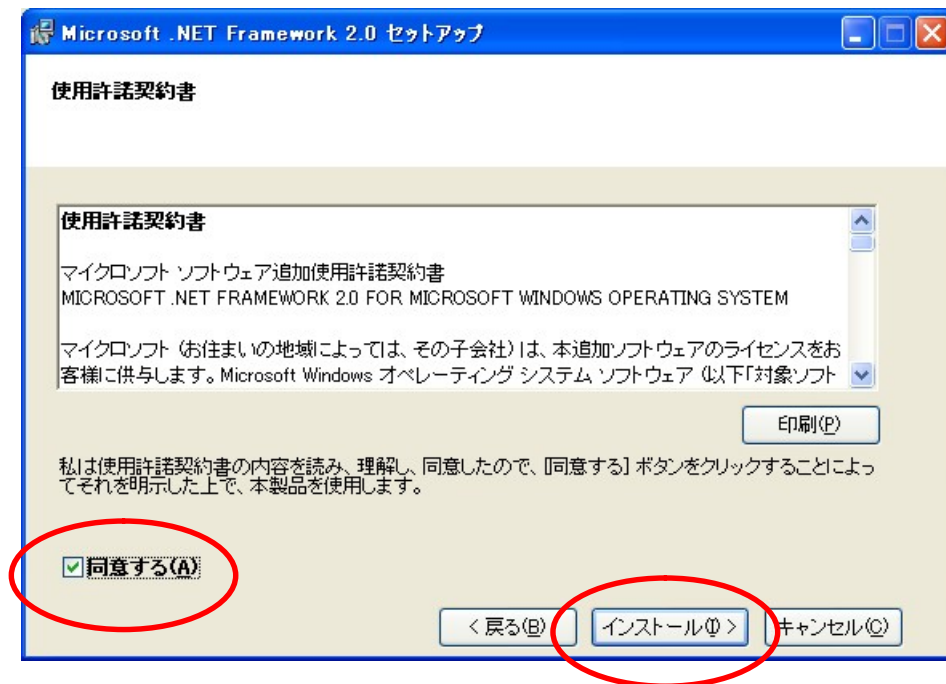 Microsoft .NET Framework 2.0 セットアップ
使用許諾契約書
使用許諾契約書
マイクロソフト ソフトウェア追加使用許諾契約書
MICROSOFT .NET FRAMEWORK 2.0 FOR MICROSOFT WINDOWS OPERATING SYSTEM
マイクロソフト (お住まいの地域によっては、その子会社) は、本追加ソフトウェアのライセンスをお
客様に供与します。Microsoft Windows オペレーティング システム ソフトウェア (以下「対象ソフト
印刷(P)
私は使用許諾契約書の内容を読み、理解し、同意したので、[同意する] ボタンをクリックすることによっ
てそれを明示した上で、本製品を使用します。
同意する(A)
< 戻る(B) インストール(I) > キャンセル(C)